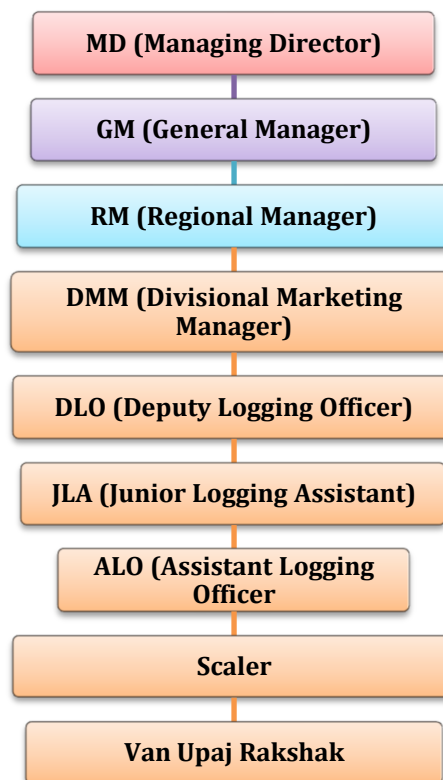 MD (Managing Director)
GM (General Manager)
RM (Regional Manager)
DMM (Divisional Marketing
Manager)
DLO (Deputy Logging Officer)
JLA (Junior Logging Assistant)
ALO (Assistant Logging
Officer
Scaler
Van Upaj Rakshak